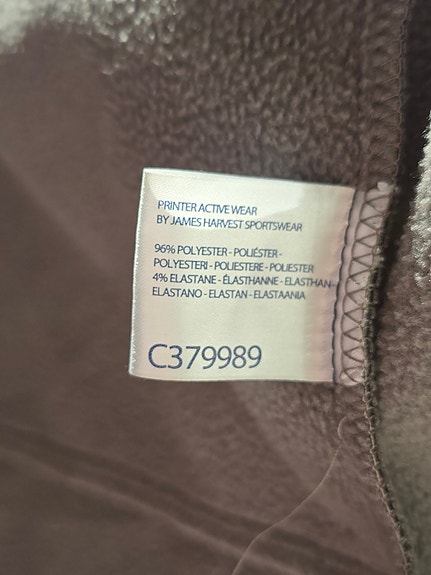 PRINTER ACTIVE WEAR
BY JAMES HARVEST SPORTSWEAR
96% POLYESTER - POLIÉSTER -
POLYESTERI - POLIESTERE - POLIESTER
4% ELASTANE - ÉLASTHANNE - ELASTHAN -
ELASTANO - ELASTAN - ELASTAANIA
C379989